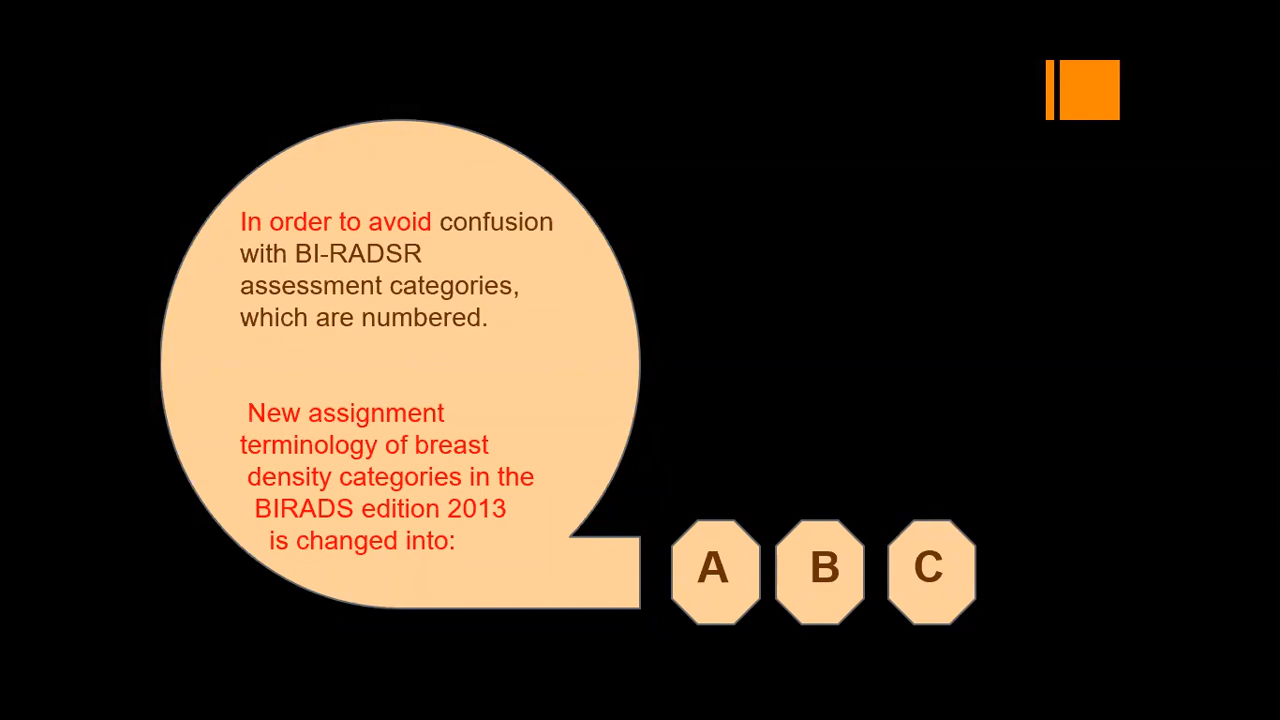 In order to avoid confusion
with BI-RADSR
assessment categories,
which are numbered.
New assignment
terminology of breast
density categories in the
BIRADS edition 2013
is changed into:
A B C